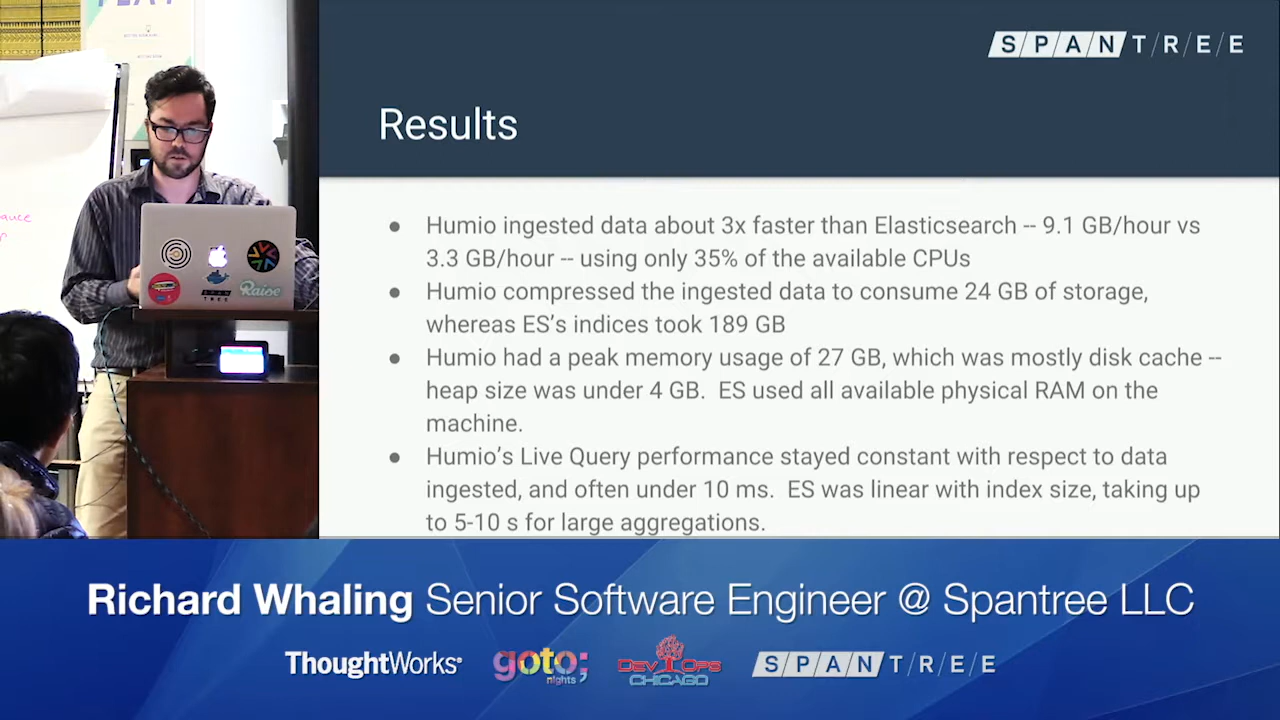 SPANTREE
Results
● Humio ingested data about 3x faster than Elasticsearch -- 9.1 GB/hour vs
3.3 GB/hour -- using only 35% of the available CPUs
● Humio compressed the ingested data to consume 24 GB of storage,
whereas ES’s indices took 189 GB
● Humio had a peak memory usage of 27 GB, which was mostly disk cache --
heap size was under 4 GB.  ES used all available physical RAM on the
machine.
● Humio’s Live Query performance stayed constant with respect to data
ingested, and often under 10 ms.  ES was linear with index size, taking up
to 5-10 s for large aggregations.
Raise
SPAN
TREE
Richard Whaling Senior Software Engineer @ Spantree LLC
ThoughtWorks®
goto;
nights
DevOps
CHICAGO
SPANTREE